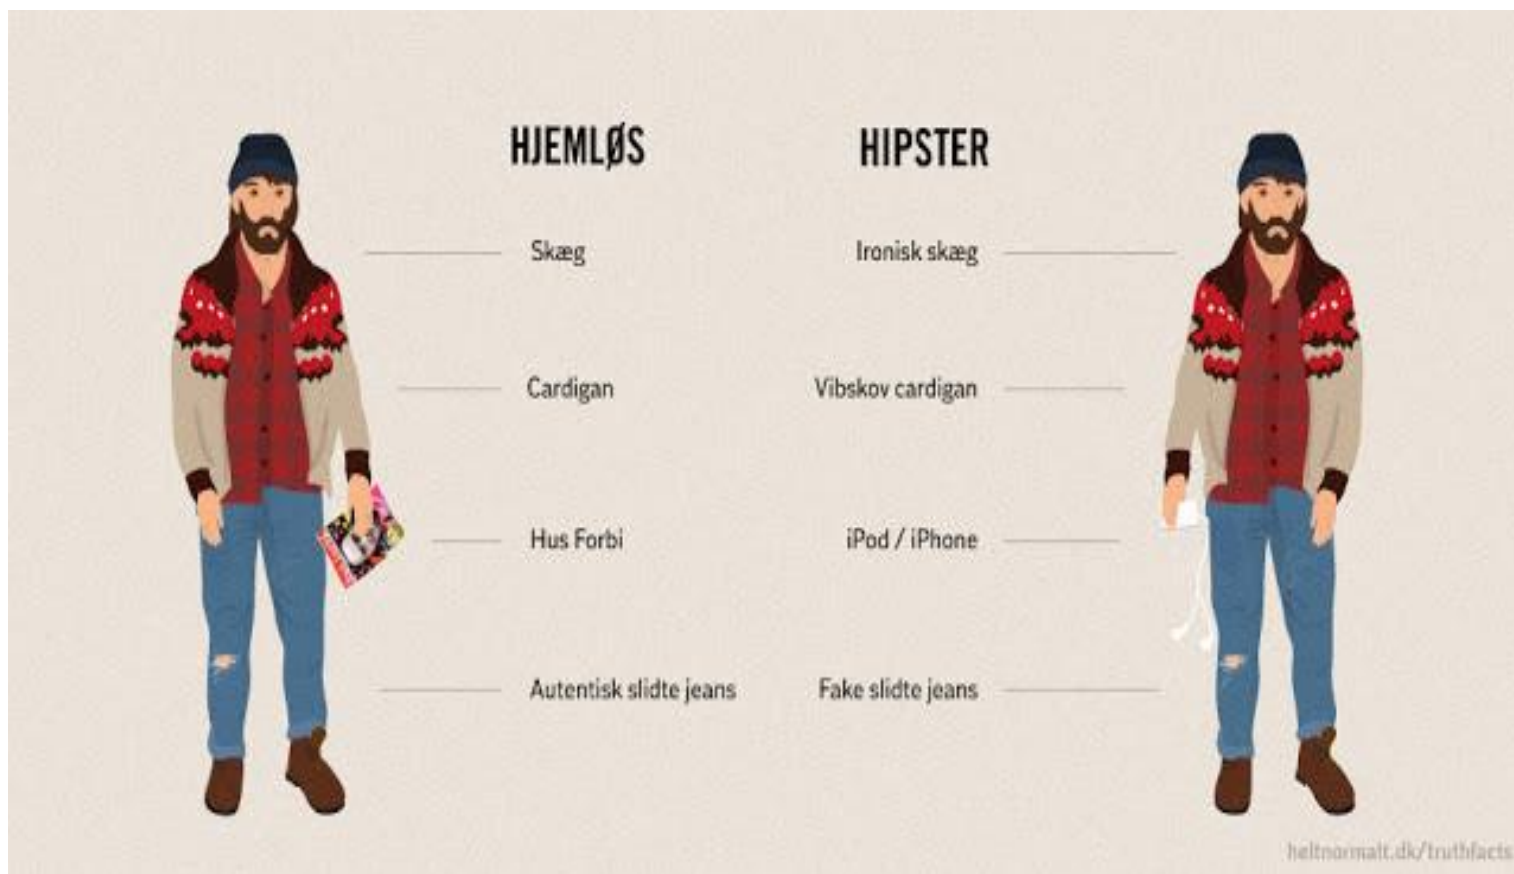 HJEMLØS
HIPSTER
Skæg
Ironisk skæg
Cardigan
Vibskov cardigan
Hus Forbi
iPod / iPhone
Autentisk slidte jeans
Fake slidte jeans
heltnormalt.dk/truthfacts